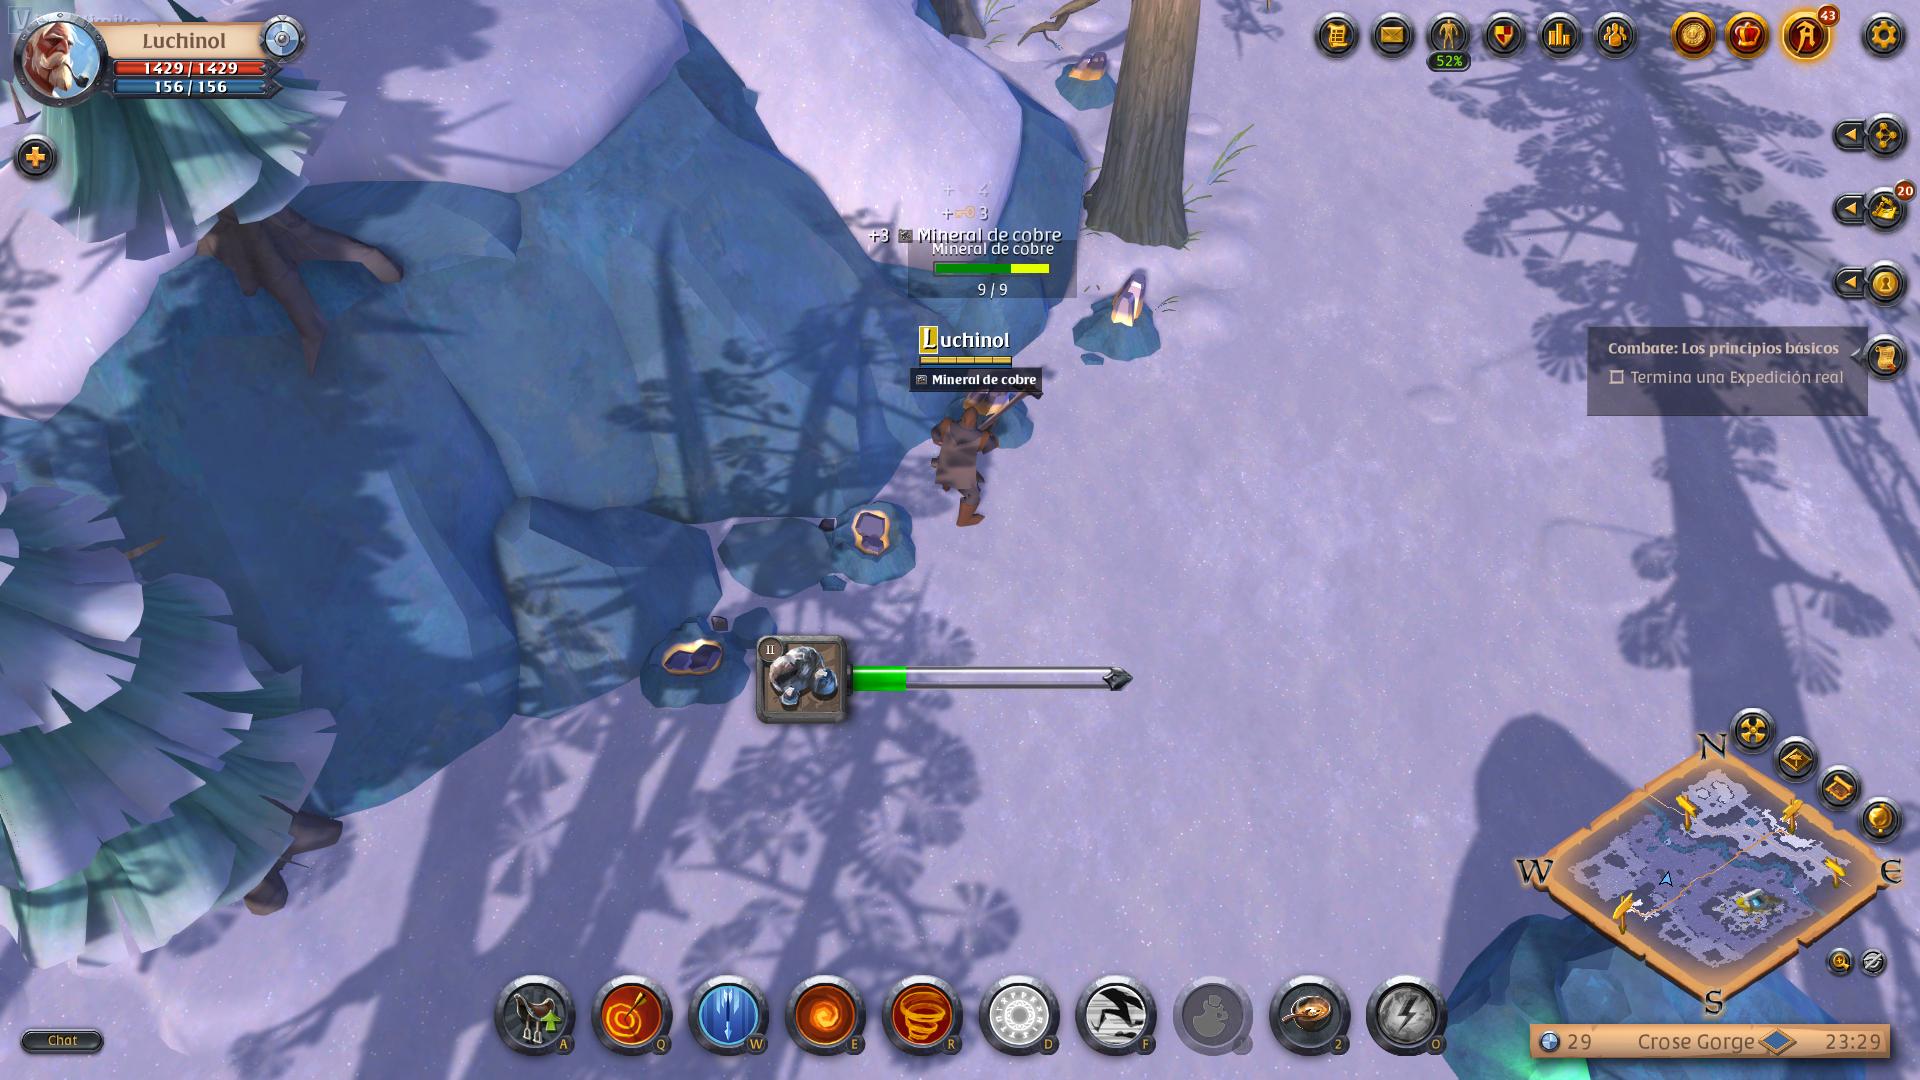 Luchinol
1429 / 1429
156 / 156
52%
43
20
+ 4
+ 3
+3 Mineral de cobre
Mineral de cobre
9 / 9
Luchinol
Mineral de cobre
Combate: Los principios básicos
Termina una Expedición real
II
N
W
E
S
A
Q
W
E
R
D
F
2
O
Chat
29
Crose Gorge
23:29